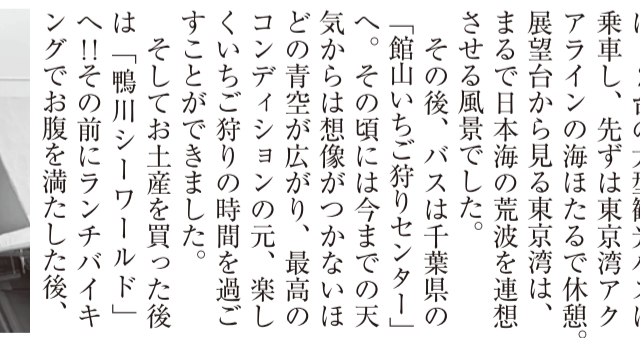 乗車し、先ずは東京湾アク
アラインの海ほたるで休憩。
展望台から見る東京湾は、
まるで日本海の荒波を連想
させる風景でした。
その後、バスは千葉県の
「館山いちご狩りセンター」
へ。その頃には今までの天
気からは想像がつかないほ
どの青空が広がり、最高の
コンディションの元、楽し
くいちご狩りの時間を過ご
すことができました。
そしてお土産を買った後
は「鴨川シーワールド」
へ!!その前にランチバイキ
ングでお腹を満たした後、